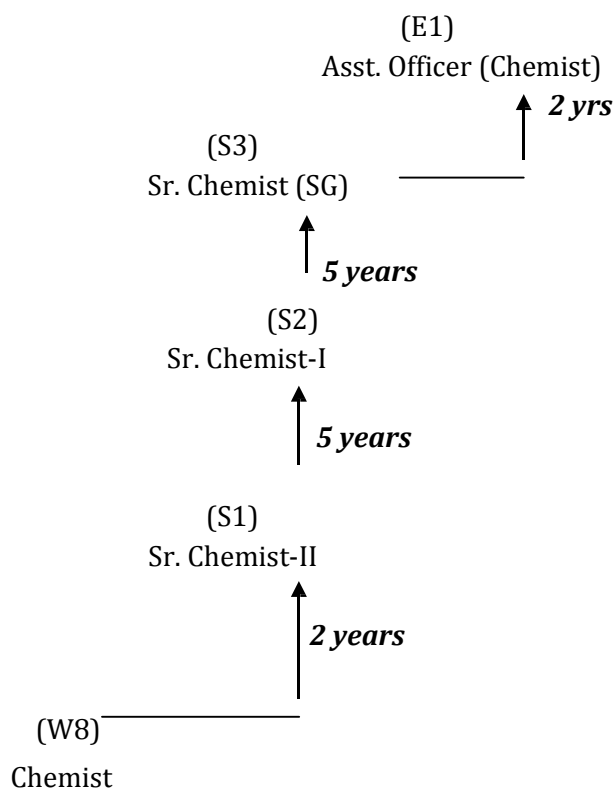 (E1)
Asst. Officer (Chemist)
2 yrs
(S3)
Sr. Chemist (SG)
5 years
(S2)
Sr. Chemist-I
5 years
(S1)
Sr. Chemist-II
2 years
(W8)
Chemist